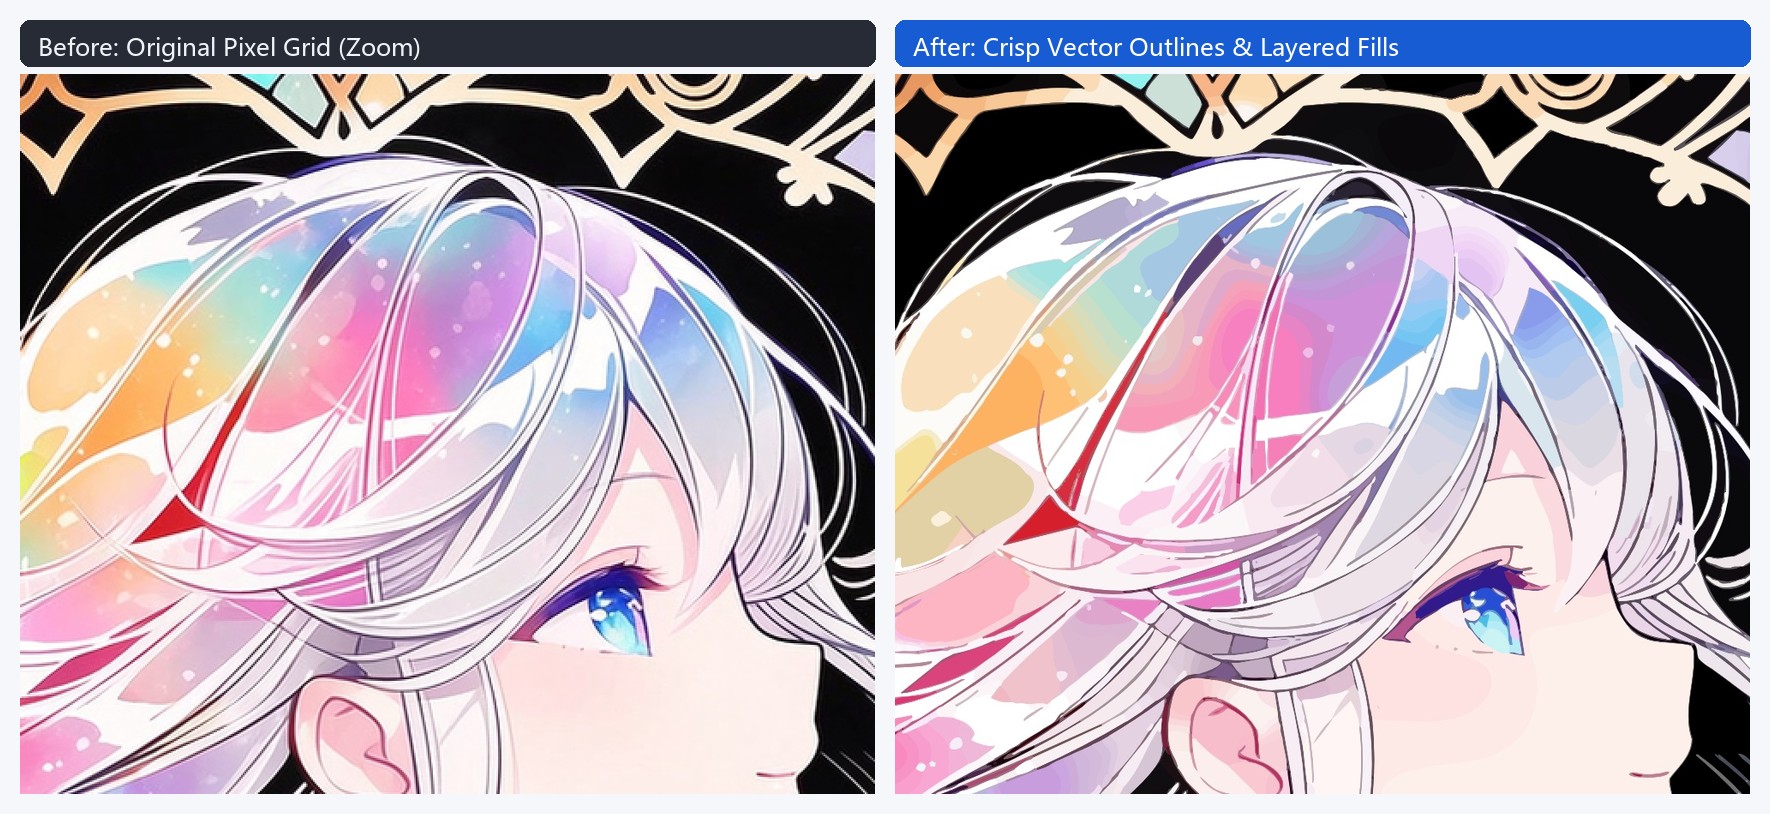 Before: Original Pixel Grid (Zoom)
After: Crisp Vector Outlines & Layered Fills